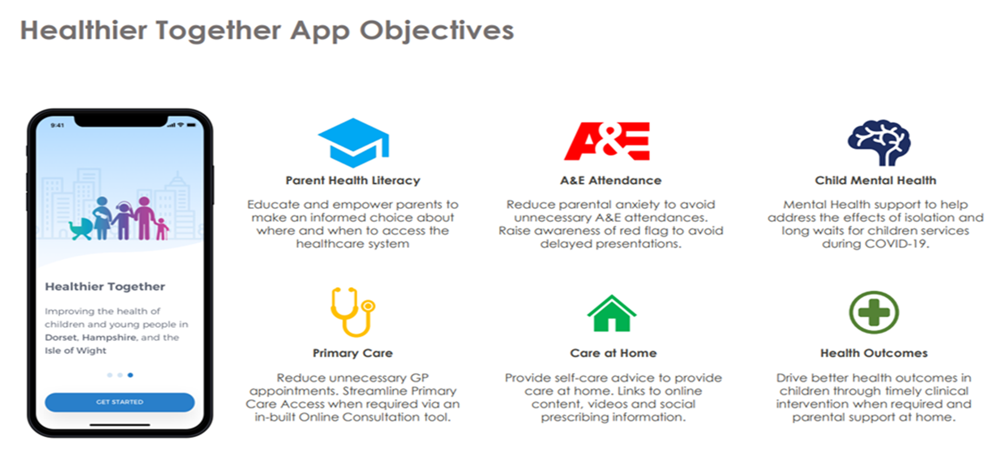 Healthier Together App Objectives
9:41
Healthier Together
Improving the health of
children and young people in
Dorset, Hampshire, and the
Isle of Wight
GET STARTED
Parent Health Literacy
Educate and empower parents to
make an informed choice about
where and when to access the
healthcare system
A&E
A&E Attendance
Reduce parental anxiety to avoid
unnecessary A&E attendances.
Raise awareness of red flag to avoid
delayed presentations.
Child Mental Health
Mental Health support to help
address the effects of isolation and
long waits for children services
during COVID-19.
Primary Care
Reduce unnecessary GP
appointments. Streamline Primary
Care Access when required via an
in-built Online Consultation tool.
Care at Home
Provide self-care advice to provide
care at home. Links to online
content, videos and social
prescribing information.
Health Outcomes
Drive better health outcomes in
children through timely clinical
intervention when required and
parental support at home.